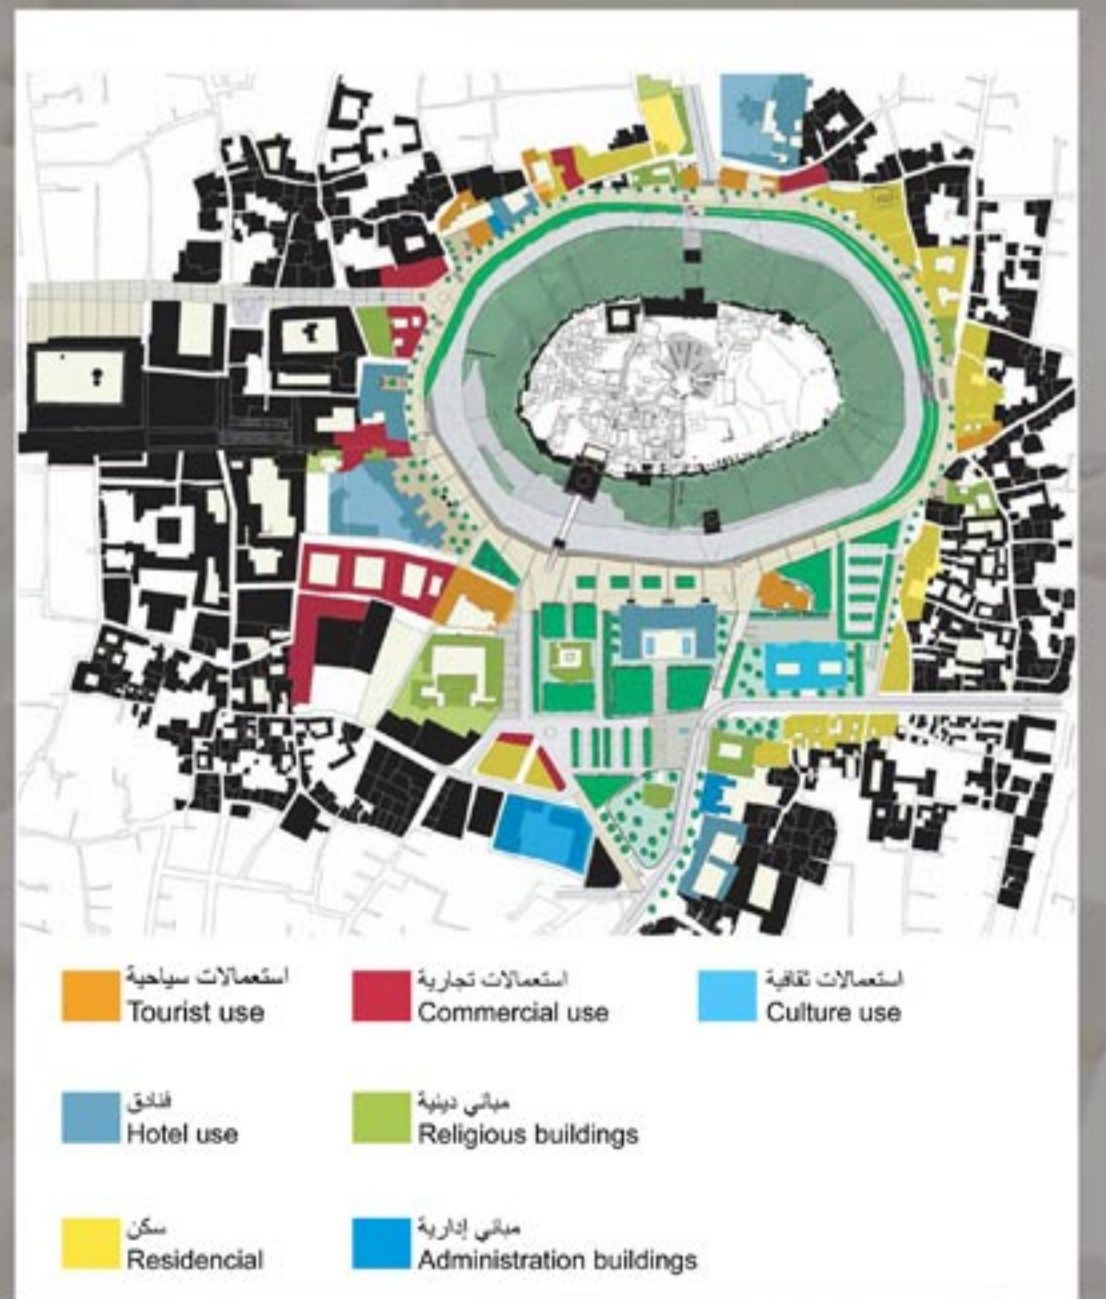 استعمالات سياحية
Tourist use
استعمالات تجارية
Commercial use
استعمالات ثقافية
Culture use
فنادق
Hotel use
مباني دينية
Religious buildings
سكن
Residencial
مباني إدارية
Administration buildings